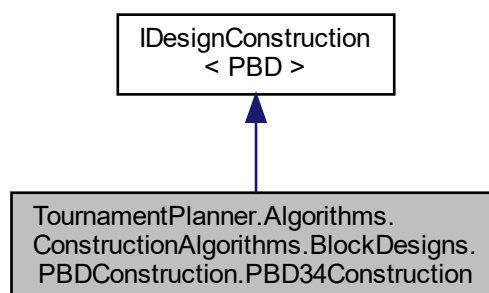 IDesignConstruction
< PBD >
TournamentPlanner.Algorithms.
ConstructionAlgorithms.BlockDesigns.
PBDConstruction.PBD34Construction